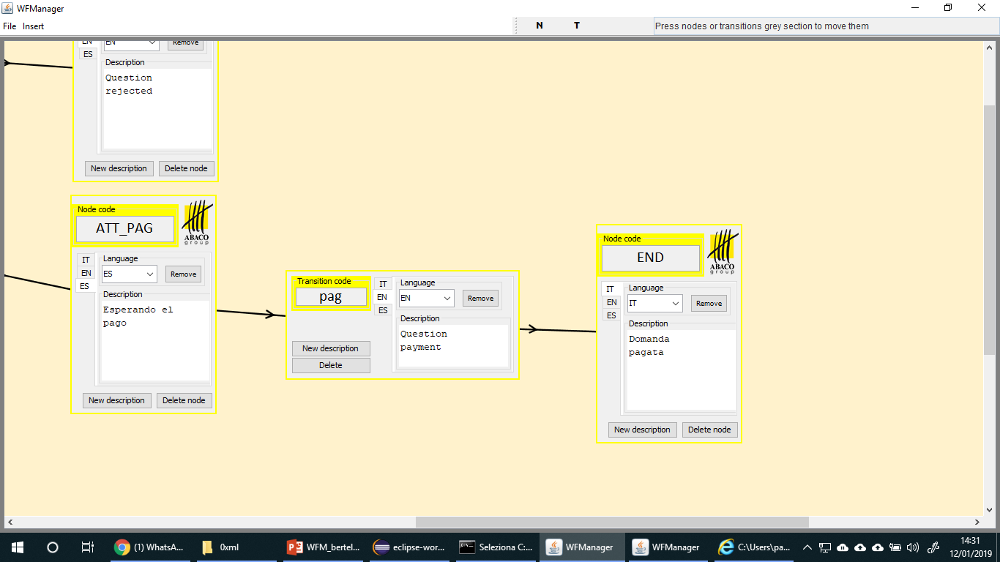 WFManager
File Insert
N T
Press nodes or transitions grey section to move them
EN
ES
EN
Remove
Description
Question
rejected
New description
Delete node
Node code
ATT_PAG
ABACO
group
IT
EN
ES
Language
ES
Remove
Description
Esperando el
pago
New description
Delete node
Transition code
pag
New description
Delete
IT
EN
ES
Language
EN
Remove
Description
Question
payment
Node code
END
ABACO
group
IT
EN
ES
Language
IT
Remove
Description
Domanda
pagata
New description
Delete node
(1) WhatsA...
0xml
WFM_bertel...
eclipse-wor...
Seleziona C:...
WFManager
WFManager
C:\Users\pa...
14:31
12/01/2019